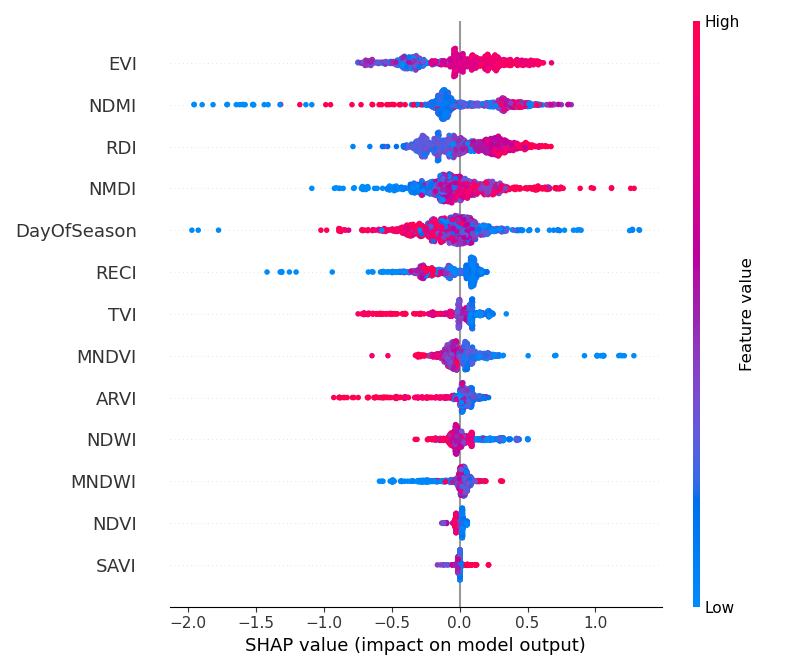 High
EVI
NDMI
RDI
NMDI
DayOfSeason
RECI
TVI
MNDVI
ARVI
NDWI
MNDWI
NDVI
SAVI
Feature value
Low
−2.0 −1.5 −1.0 −0.5 0.0 0.5 1.0
SHAP value (impact on model output)